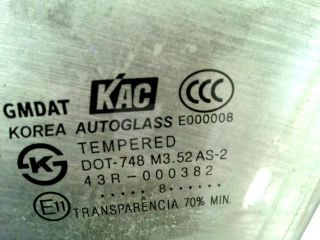 GMDAT KAC CCC
KOREA AUTOGLASS E000008
TEMPERED
K S DOT-748 M3.52 AS-2
43R-000382
......8......
E11 TRANSPARENCIA 70% MIN.